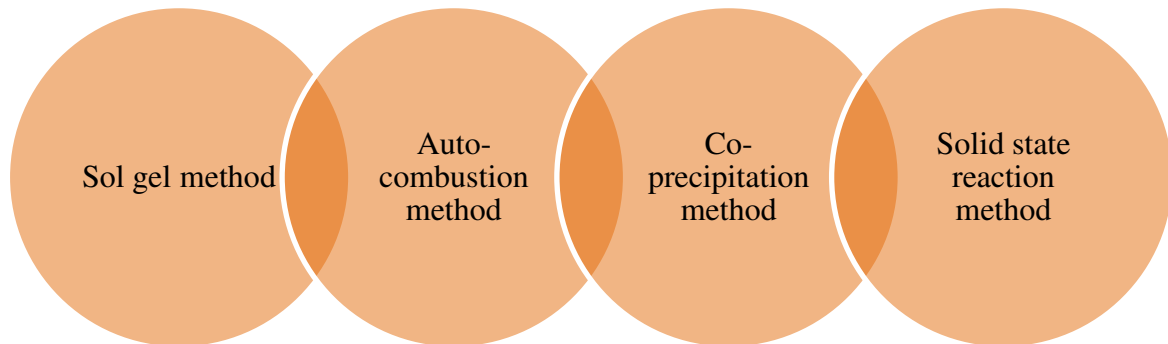 Sol gel method
Auto-
combustion
method
Co-
precipitation
method
Solid state
reaction
method